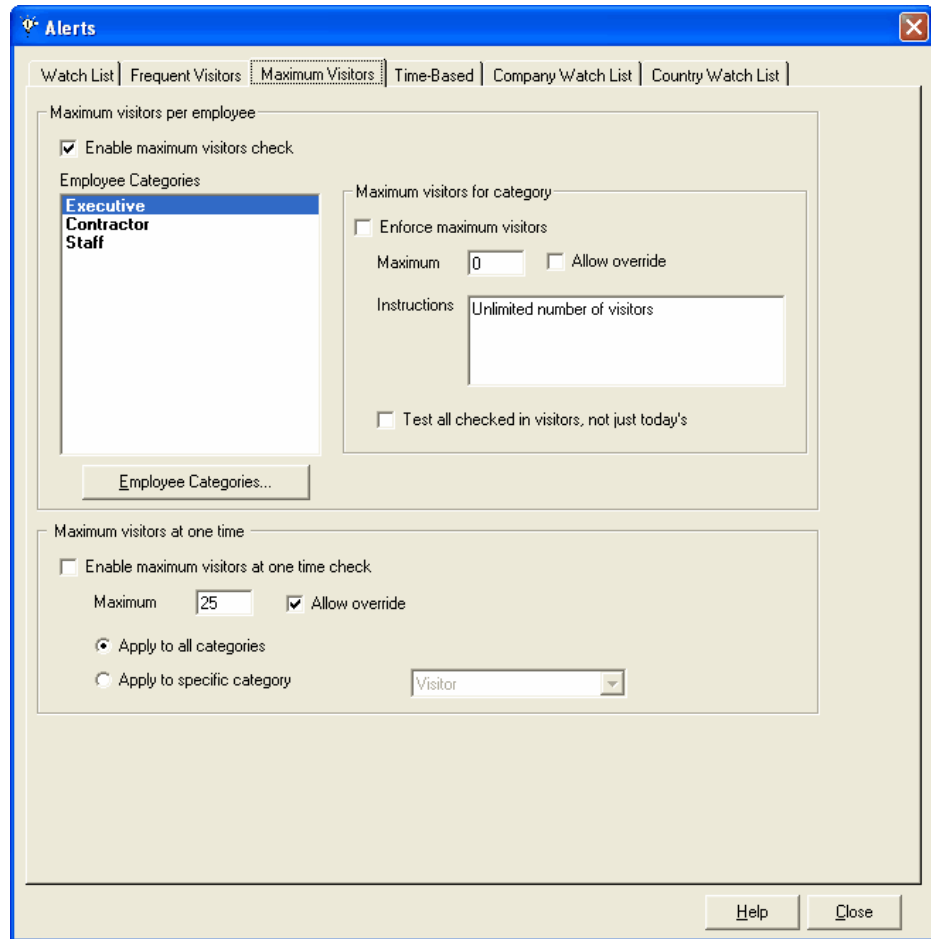 Alerts
Watch List Frequent Visitors Maximum Visitors Time-Based Company Watch List Country Watch List
Maximum visitors per employee
Enable maximum visitors check
Employee Categories
Executive
Contractor
Staff
Employee Categories...
Maximum visitors for category
Enforce maximum visitors
Maximum 0 Allow override
Instructions Unlimited number of visitors
Test all checked in visitors, not just today's
Maximum visitors at one time
Enable maximum visitors at one time check
Maximum 25 Allow override
Apply to all categories
Apply to specific category Visitor
Help Close